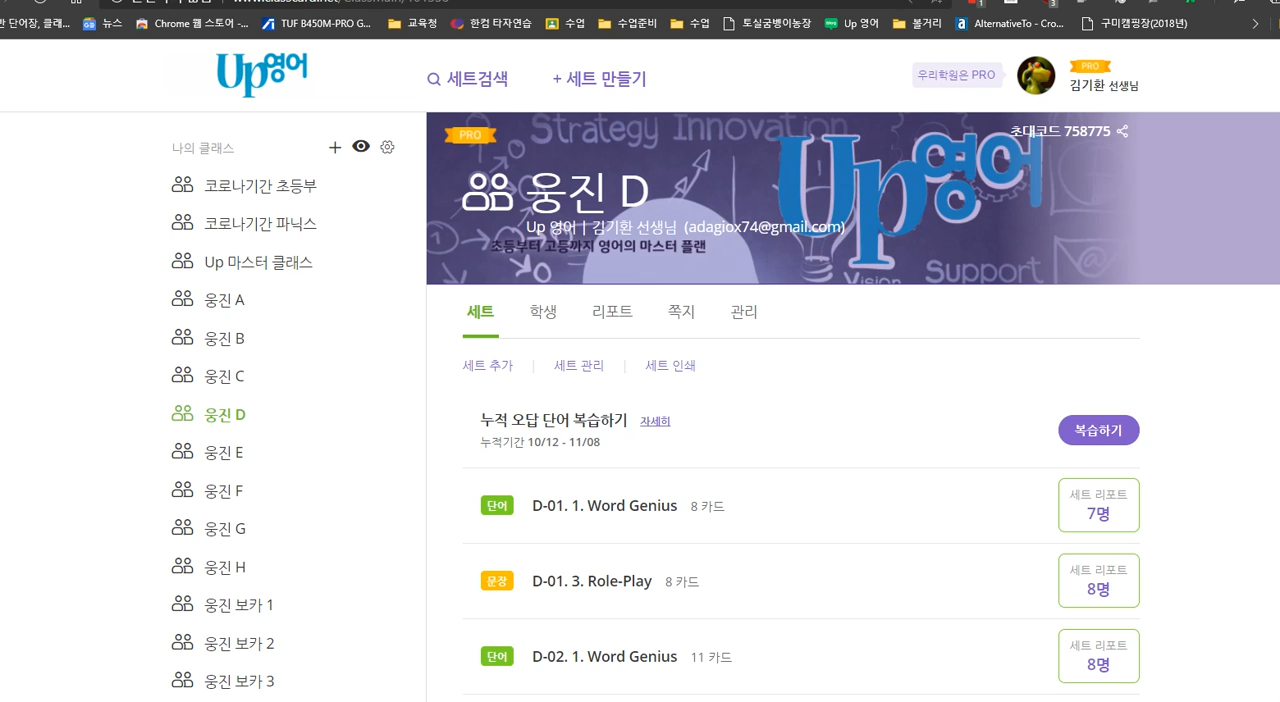 단어장, 클래...
뉴스
Chrome 웹 스토어 -...
TUF B450M-PRO G...
교육청
한컴 타자연습
수업
수업준비
수업
토실굼벵이농장
Up 영어
볼거리
AlternativeTo - Cro...
구미캠핑장(2018년)
Up영어
세트검색
+ 세트 만들기
우리학원은 PRO
PRO
김기환 선생님
나의 클래스
코로나기간 초등부
코로나기간 파닉스
Up 마스터 클래스
웅진 A
웅진 B
웅진 C
웅진 D
웅진 E
웅진 F
웅진 G
웅진 H
웅진 보카 1
웅진 보카 2
웅진 보카 3
PRO
Strategy Innovation
초대코드 758775
Up영어
웅진 D
Up 영어 | 김기환 선생님 (adagiox74@gmail.com)
초등부터 고등까지 영어의 마스터 플랜
Vision
Support
세트
학생
리포트
쪽지
관리
세트 추가
세트 관리
세트 인쇄
누적 오답 단어 복습하기 자세히
누적기간 10/12 - 11/08
복습하기
단어 D-01. 1. Word Genius 8 카드
세트 리포트
7명
문장 D-01. 3. Role-Play 8 카드
세트 리포트
8명
단어 D-02. 1. Word Genius 11 카드
세트 리포트
8명